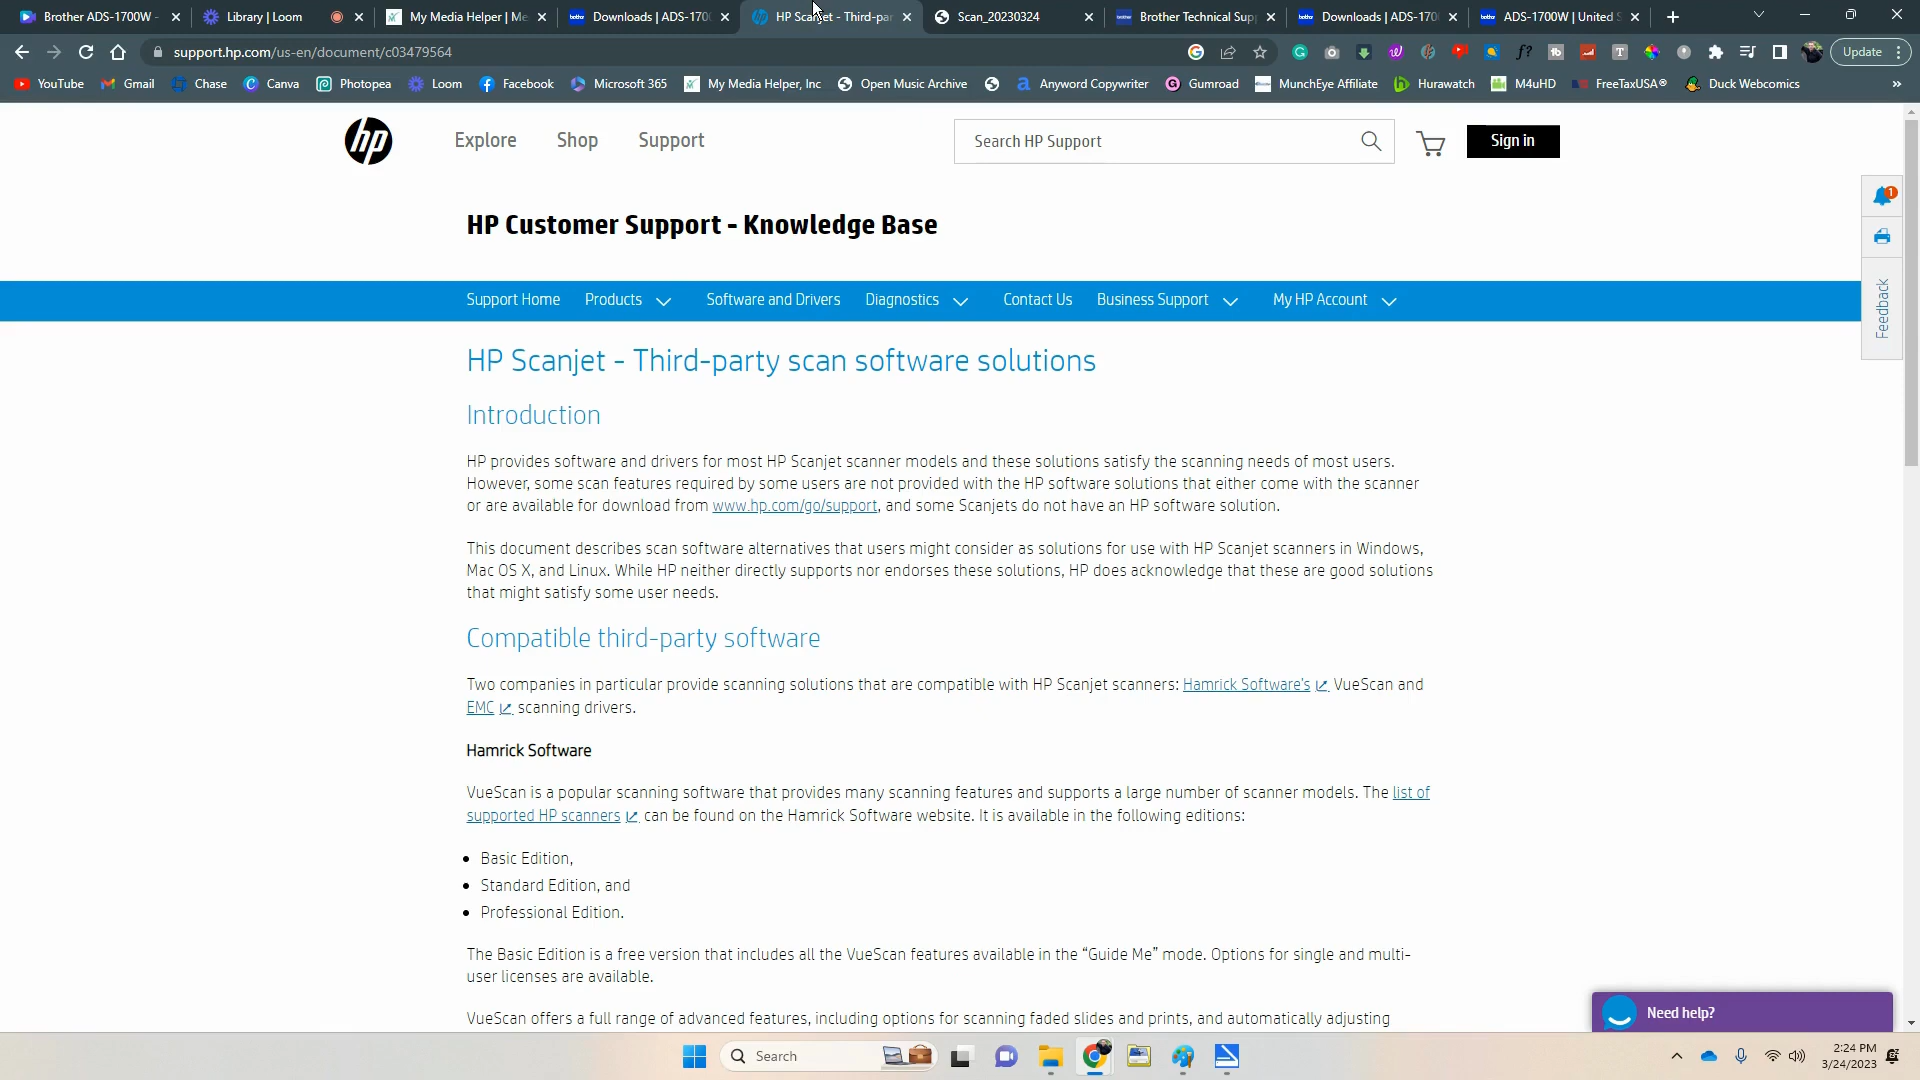 Brother ADS-1700W -
Library | Loom
My Media Helper | Me
Downloads | ADS-170
HP Scanjet - Third-par
Scan_20230324
Brother Technical Sup
Downloads | ADS-170
ADS-1700W | United S
support.hp.com/us-en/document/c03479564
Update
YouTube
Gmail
Chase
Canva
Photopea
Loom
Facebook
Microsoft 365
My Media Helper, Inc
Open Music Archive
Anyword Copywriter
Gumroad
MunchEye Affiliate
Hurawatch
M4uHD
FreeTaxUSA®
Duck Webcomics
»
hp
Explore
Shop
Support
Search HP Support
Sign in
1
HP Customer Support - Knowledge Base
Feedback
Support Home
Products
Software and Drivers
Diagnostics
Contact Us
Business Support
My HP Account
HP Scanjet - Third-party scan software solutions
Introduction
HP provides software and drivers for most HP Scanjet scanner models and these solutions satisfy the scanning needs of most users.
However, some scan features required by some users are not provided with the HP software solutions that either come with the scanner
or are available for download from www.hp.com/go/support, and some Scanjets do not have an HP software solution.
This document describes scan software alternatives that users might consider as solutions for use with HP Scanjet scanners in Windows,
Mac OS X, and Linux. While HP neither directly supports nor endorses these solutions, HP does acknowledge that these are good solutions
that might satisfy some user needs.
Compatible third-party software
Two companies in particular provide scanning solutions that are compatible with HP Scanjet scanners: Hamrick Software's VueScan and
EMC scanning drivers.
Hamrick Software
VueScan is a popular scanning software that provides many scanning features and supports a large number of scanner models. The list of
supported HP scanners can be found on the Hamrick Software website. It is available in the following editions:
• Basic Edition,
• Standard Edition, and
• Professional Edition.
The Basic Edition is a free version that includes all the VueScan features available in the “Guide Me” mode. Options for single and multi-
user licenses are available.
VueScan offers a full range of advanced features, including options for scanning faded slides and prints, and automatically adjusting
Need help?
Search
2:24 PM
3/24/2023